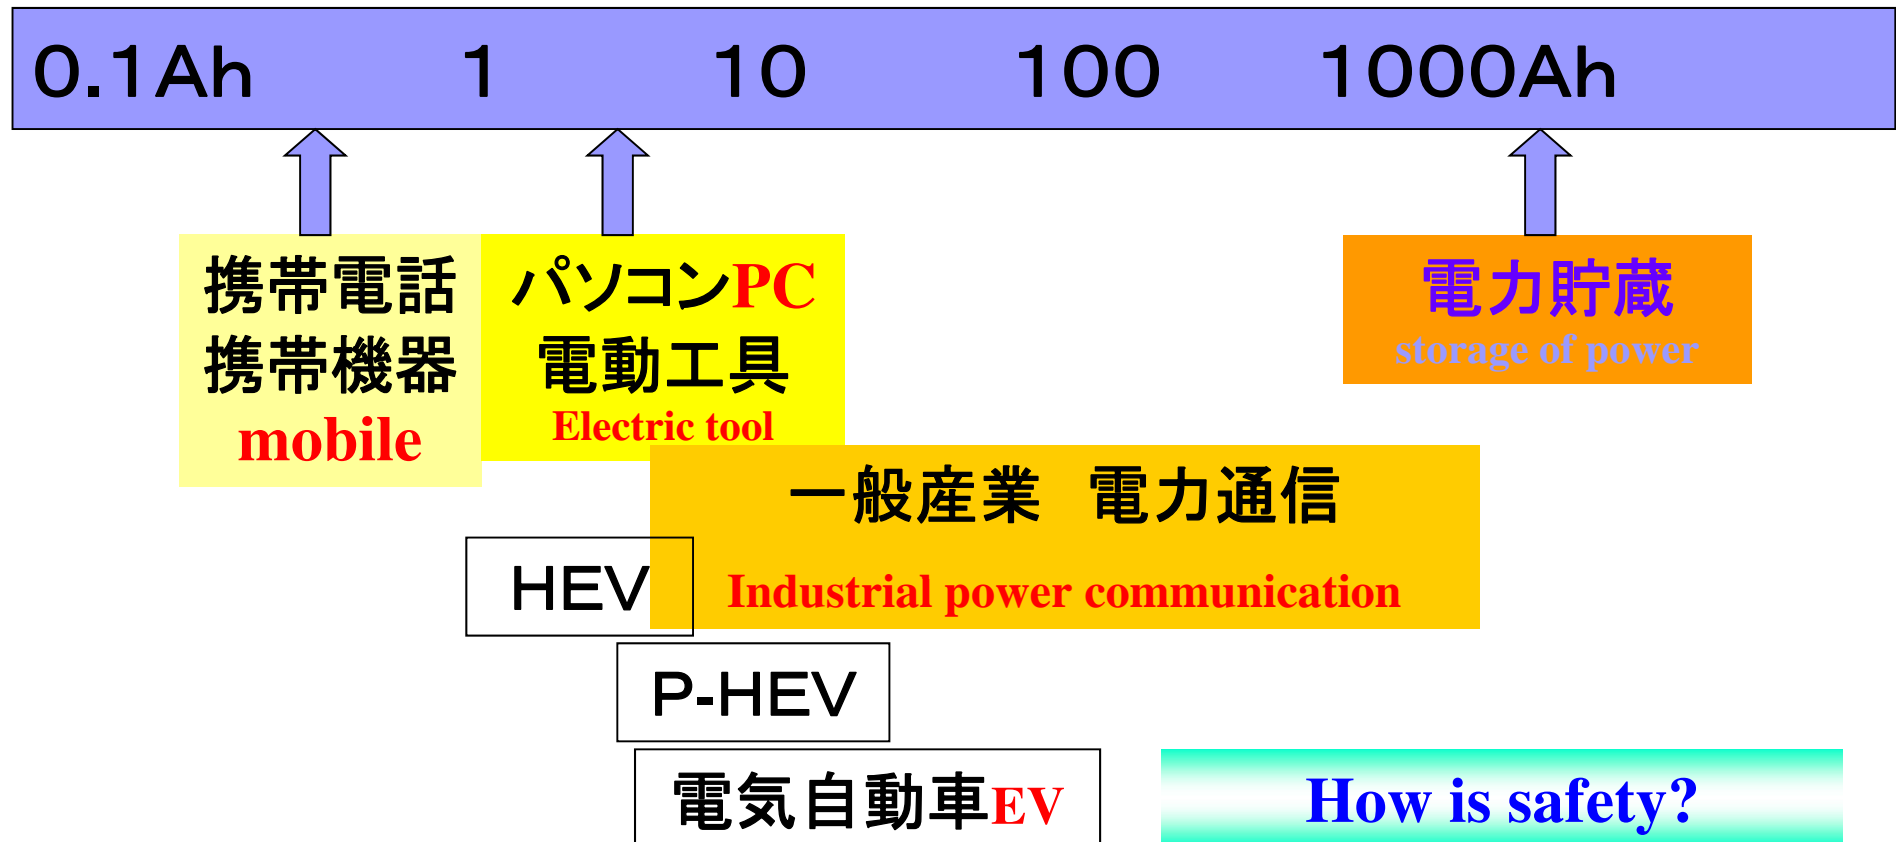 0.1Ah 1 10 100 1000Ah
携帯電話
携帯機器
mobile
パソコンPC
電動工具
Electric tool
電力貯蔵
storage of power
一般産業　電力通信
Industrial power communication
HEV
P-HEV
電気自動車EV
How is safety?